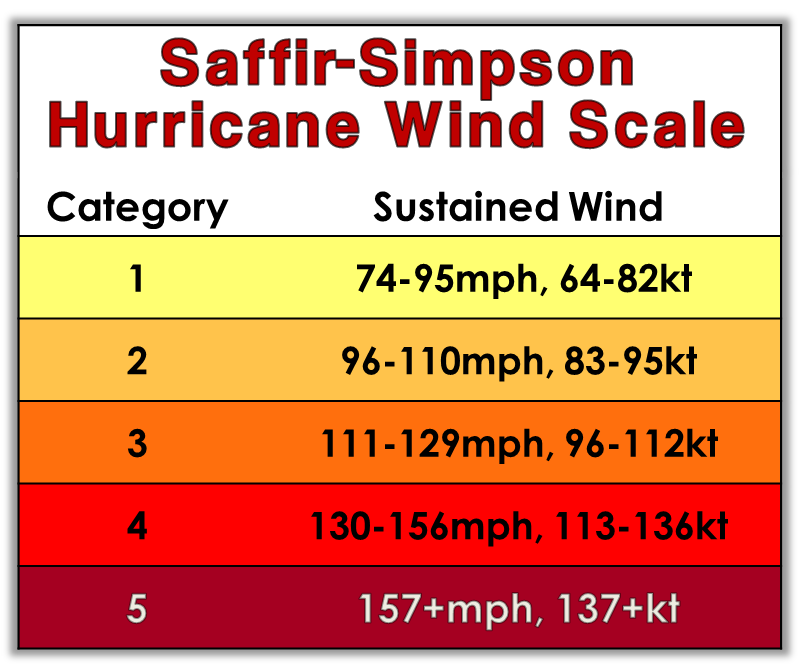 Saffir-Simpson
Hurricane Wind Scale
Category Sustained Wind
1 74-95mph, 64-82kt
2 96-110mph, 83-95kt
3 111-129mph, 96-112kt
4 130-156mph, 113-136kt
5 157+mph, 137+kt